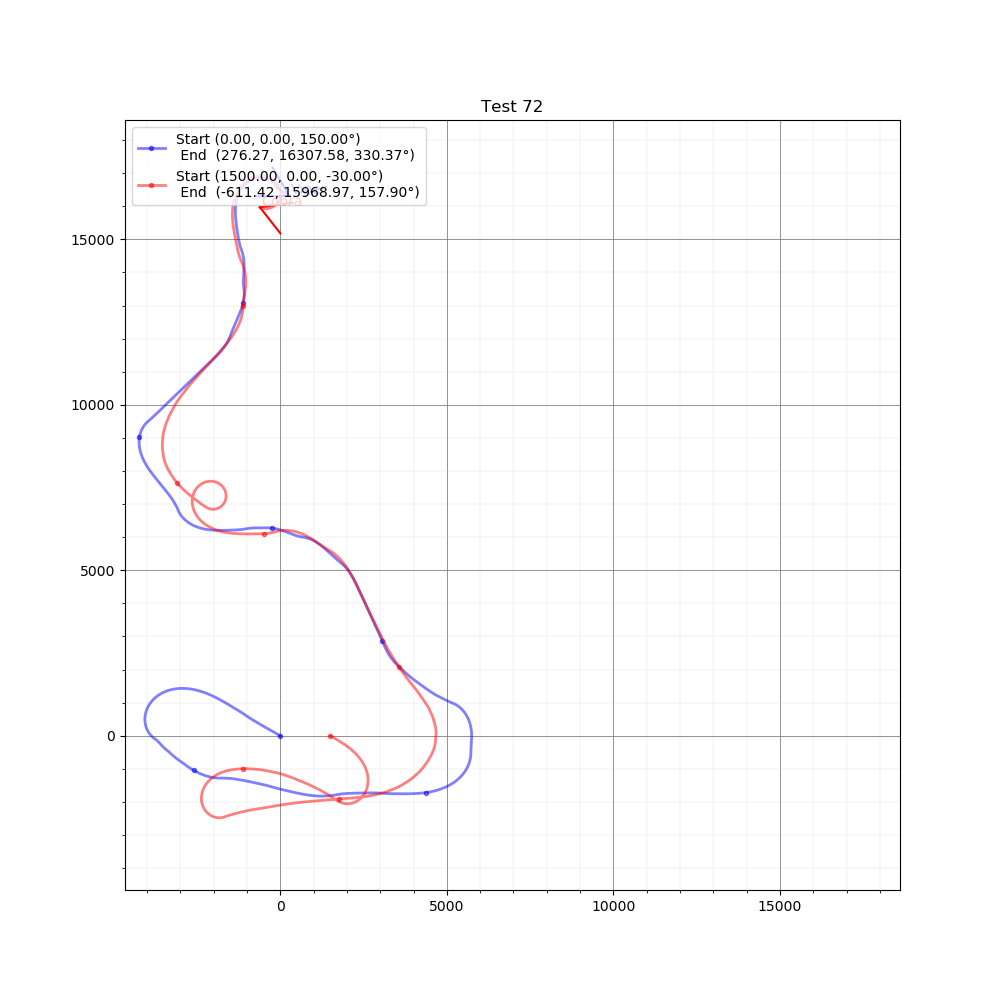 Test 72
Start (0.00, 0.00, 150.00°)
End (276.27, 16307.58, 330.37°)
Start (1500.00, 0.00, -30.00°)
End (-611.42, 15968.97, 157.90°)
15000
10000
5000
0
0
5000
10000
15000